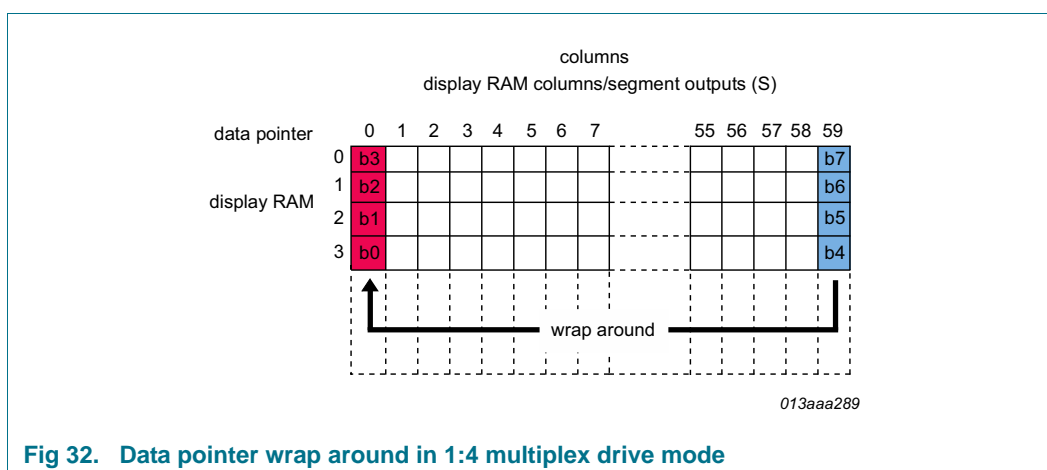 columns
display RAM columns/segment outputs (S)
data pointer 0 1 2 3 4 5 6 7 55 56 57 58 59
0 b3 b7
1 b2 b6
display RAM
2 b1 b5
3 b0 b4
wrap around
013aaa289
Fig 32. Data pointer wrap around in 1:4 multiplex drive mode